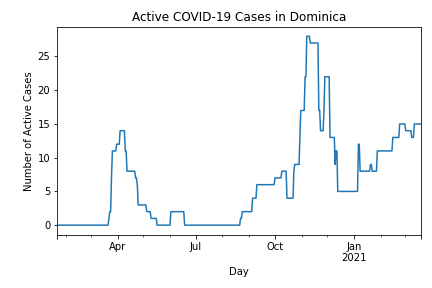 Active COVID-19 Cases in Dominica
Number of Active Cases
25
20
15
10
5
0
Apr
Jul
Oct
Jan
2021
Day